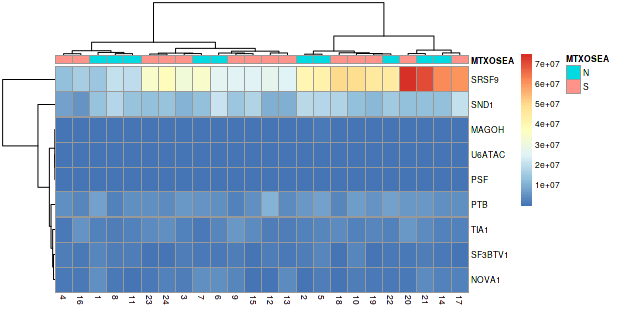 MTXOSEA
SRSF9
SND1
MAGOH
U6ATAC
PSF
PTB
TIA1
SF3BTV1
NOVA1
4 16 1 8 11 23 24 3 7 6 9 15 12 13 2 5 18 10 19 22 20 21 14 17
7e+07
6e+07
5e+07
4e+07
3e+07
2e+07
1e+07
MTXOSEA
N
S